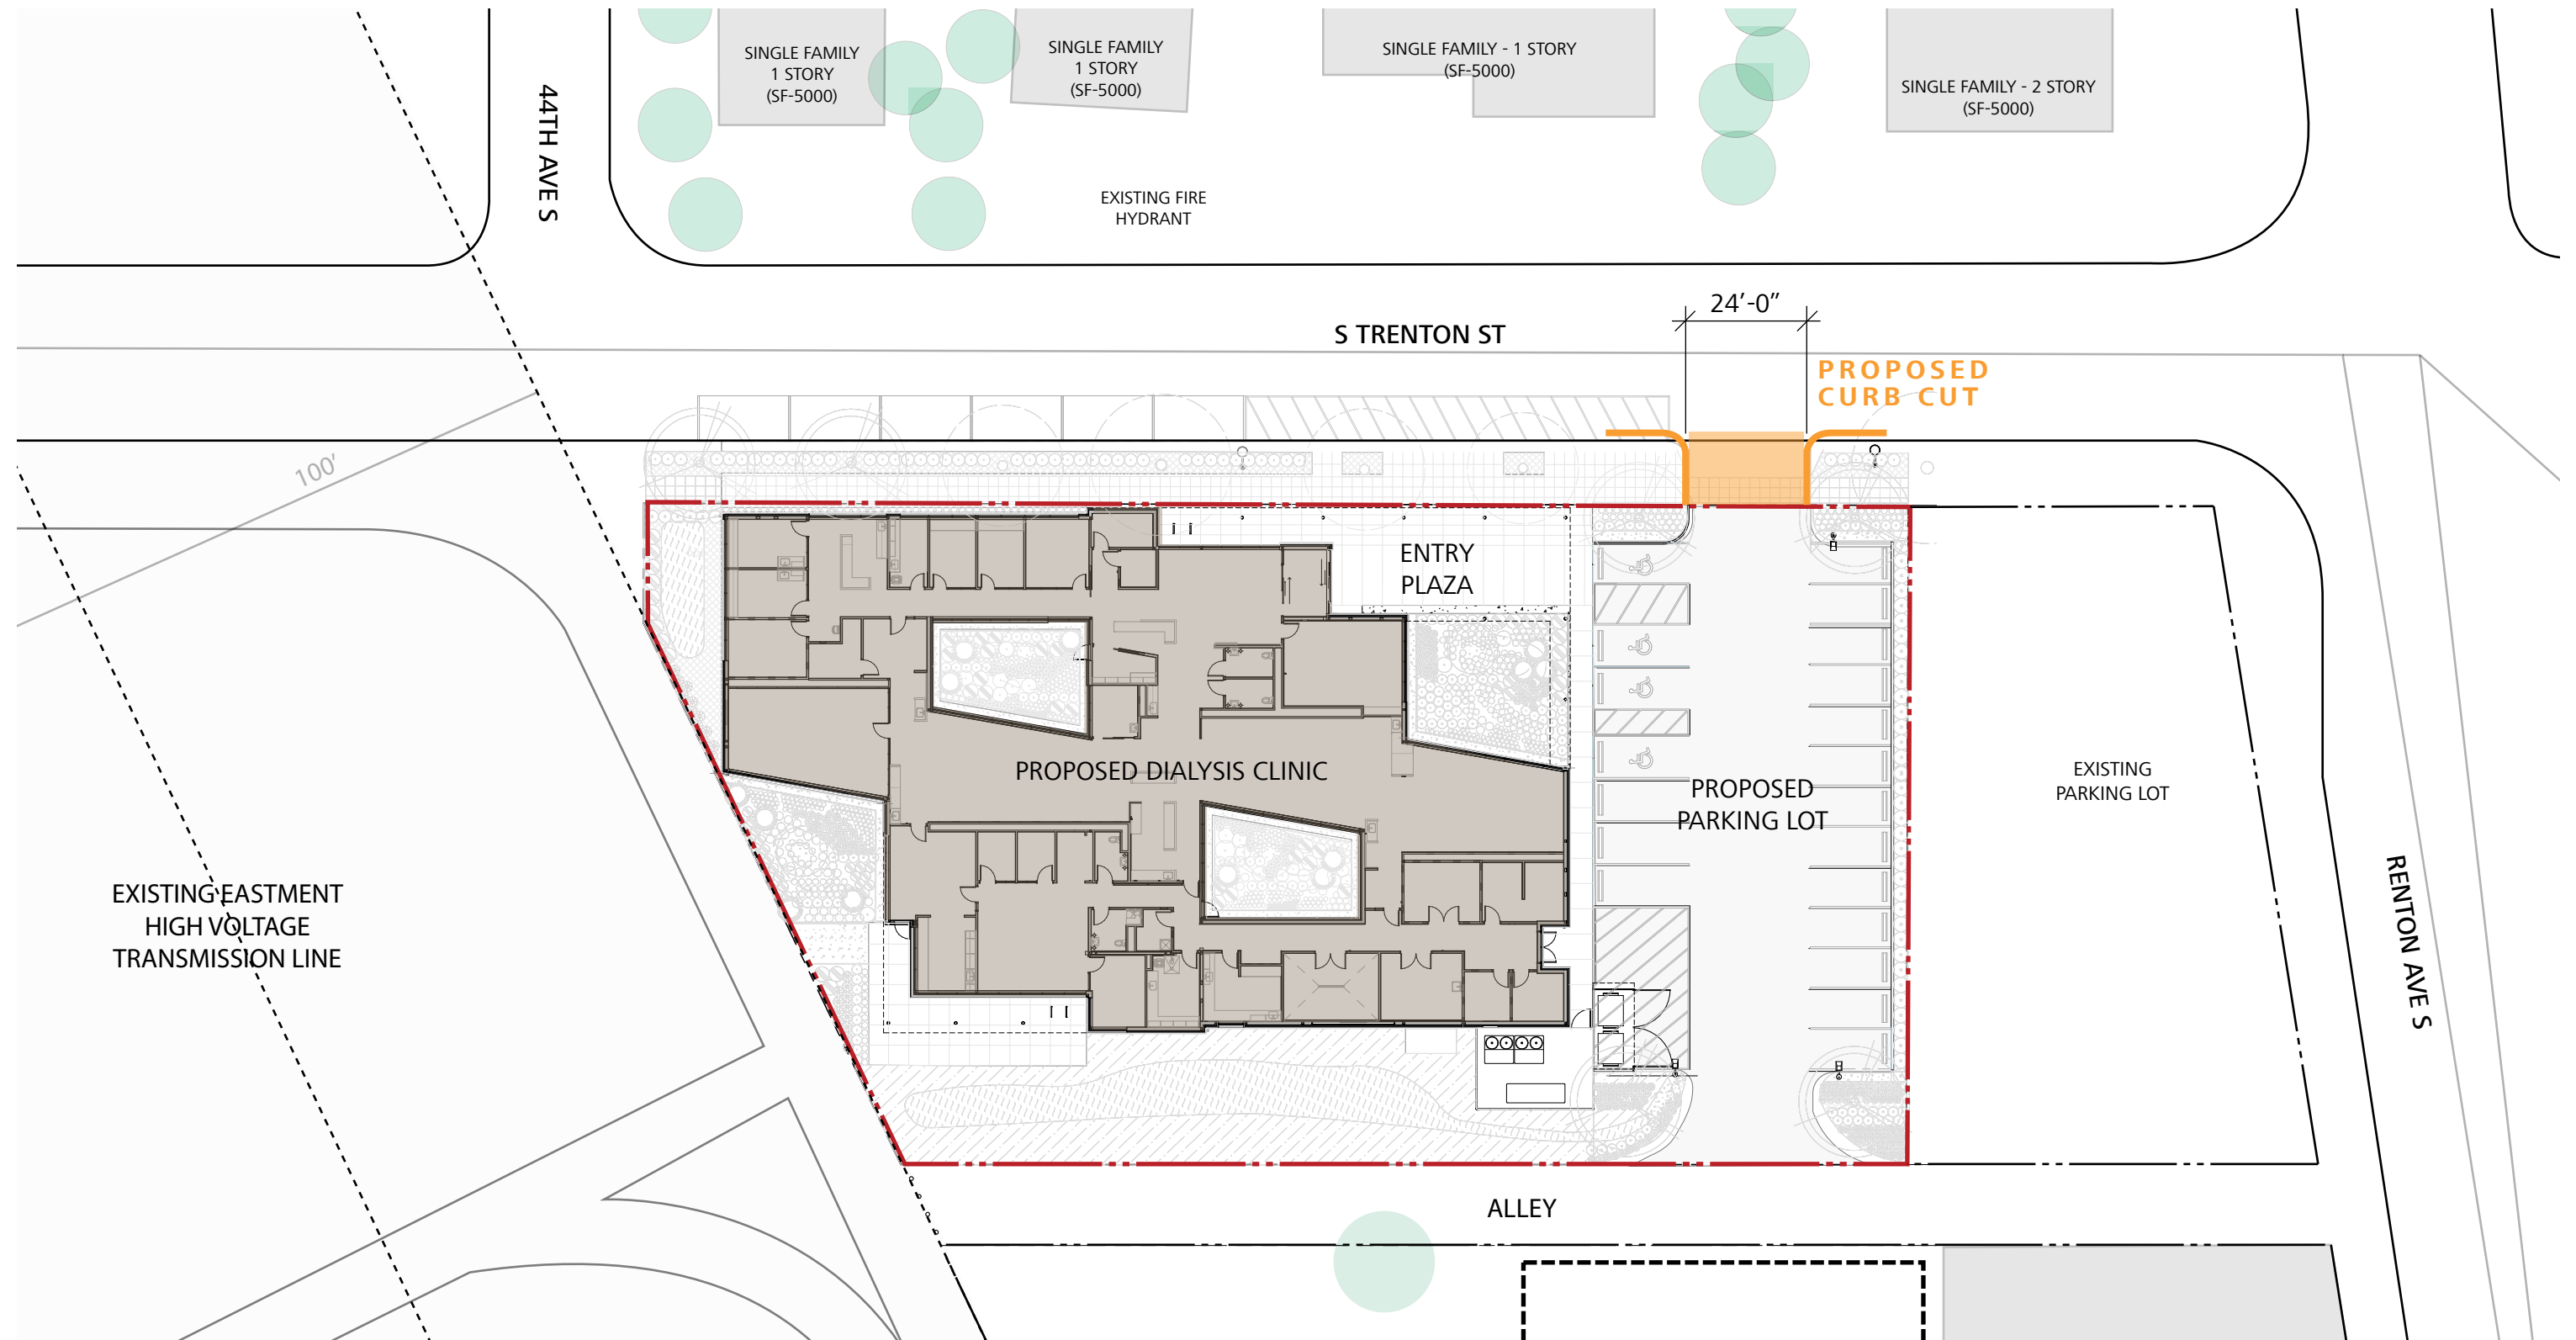 SINGLE FAMILY
1 STORY
(SF-5000)
SINGLE FAMILY
1 STORY
(SF-5000)
SINGLE FAMILY - 1 STORY
(SF-5000)
SINGLE FAMILY - 2 STORY
(SF-5000)
44TH AVE S
EXISTING FIRE
HYDRANT
24'-0"
S TRENTON ST
PROPOSED
CURB CUT
100'
ENTRY
PLAZA
PROPOSED DIALYSIS CLINIC
PROPOSED
PARKING LOT
EXISTING
PARKING LOT
EXISTING EASTMENT
HIGH VOLTAGE
TRANSMISSION LINE
RENTON AVE S
ALLEY